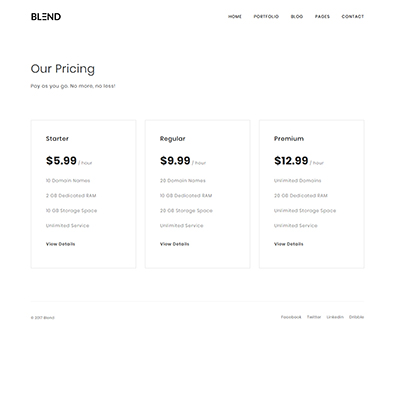 BLEND
HOME PORTFOLIO BLOG PAGES CONTACT
Our Pricing
Pay as you go. No more, no less!
Starter
$5.99 / hour
10 Domain Names
2 GB Dedicated RAM
10 GB Storage Space
Unlimited Service
View Details
Regular
$9.99 / hour
20 Domain Names
10 GB Dedicated RAM
20 GB Storage Space
Unlimited Service
View Details
Premium
$12.99 / hour
Unlimited Domains
20 GB Dedicated RAM
Unlimited Storage Space
Unlimited Service
View Details
© 2017 Blend
Facebook Twitter LinkedIn Dribbble